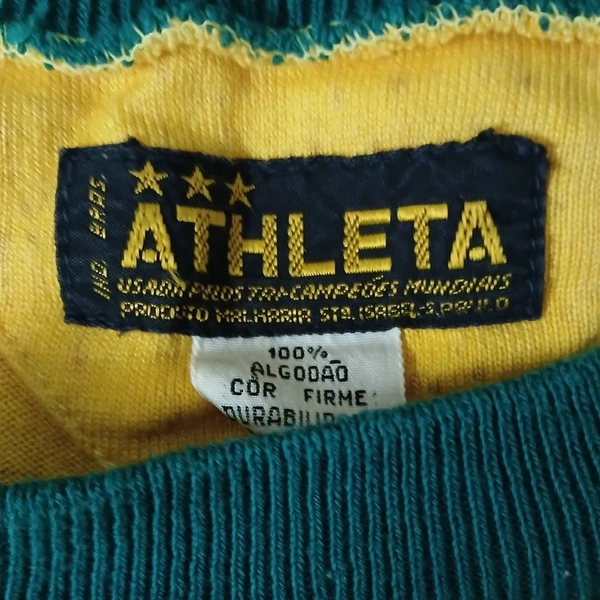 IND. BRAS.
ATHLETA
USADO PELOS TRI-CAMPEÕES MUNDIAIS
PRODUTO MALHARIA STA. ISABEL-S. PAULO
100%
ALGODÃO
CÔR FIRME